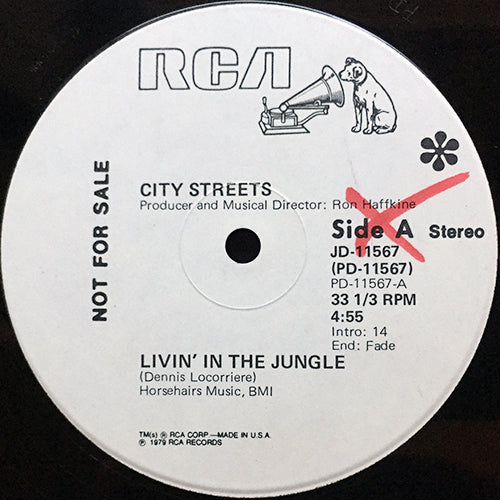 RCA
NOT FOR SALE
CITY STREETS
Producer and Musical Director: Ron Haffkine
Side A Stereo
JD-11567
(PD-11567)
PD-11567-A
33 1/3 RPM
4:55
Intro: 14
End: Fade
LIVIN' IN THE JUNGLE
(Dennis Locorriere)
Horsehairs Music, BMI
TM(s) ® RCA CORP—MADE IN U.S.A.
℗ 1979 RCA RECORDS